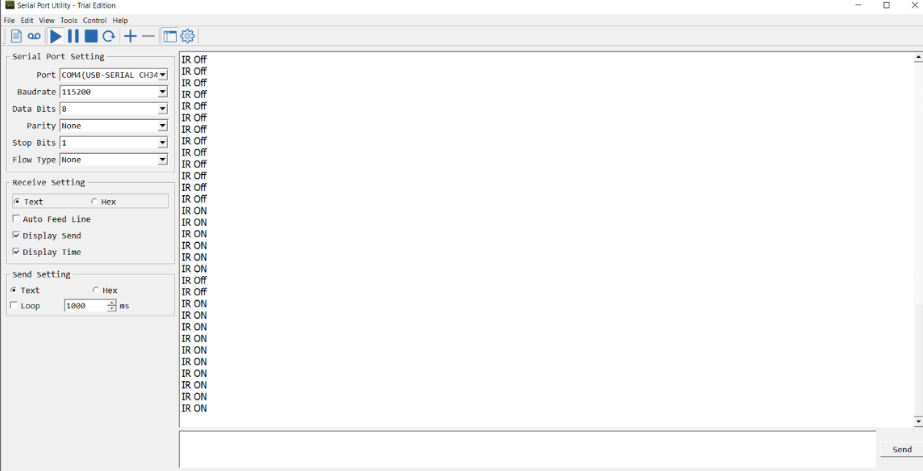 Serial Port Utility - Trial Edition
File Edit View Tools Control Help
Serial Port Setting
Port COM4(USB-SERIAL CH34
Baudrate 115200
Data Bits 8
Parity None
Stop Bits 1
Flow Type None
Receive Setting
Text Hex
Auto Feed Line
Display Send
Display Time
Send Setting
Text Hex
Loop 1000 ms
IR Off
IR Off
IR Off
IR Off
IR Off
IR Off
IR Off
IR Off
IR Off
IR Off
IR Off
IR Off
IR Off
IR ON
IR ON
IR ON
IR ON
IR ON
IR ON
IR Off
IR Off
IR ON
IR ON
IR ON
IR ON
IR ON
IR ON
IR ON
IR ON
IR ON
IR ON
Send